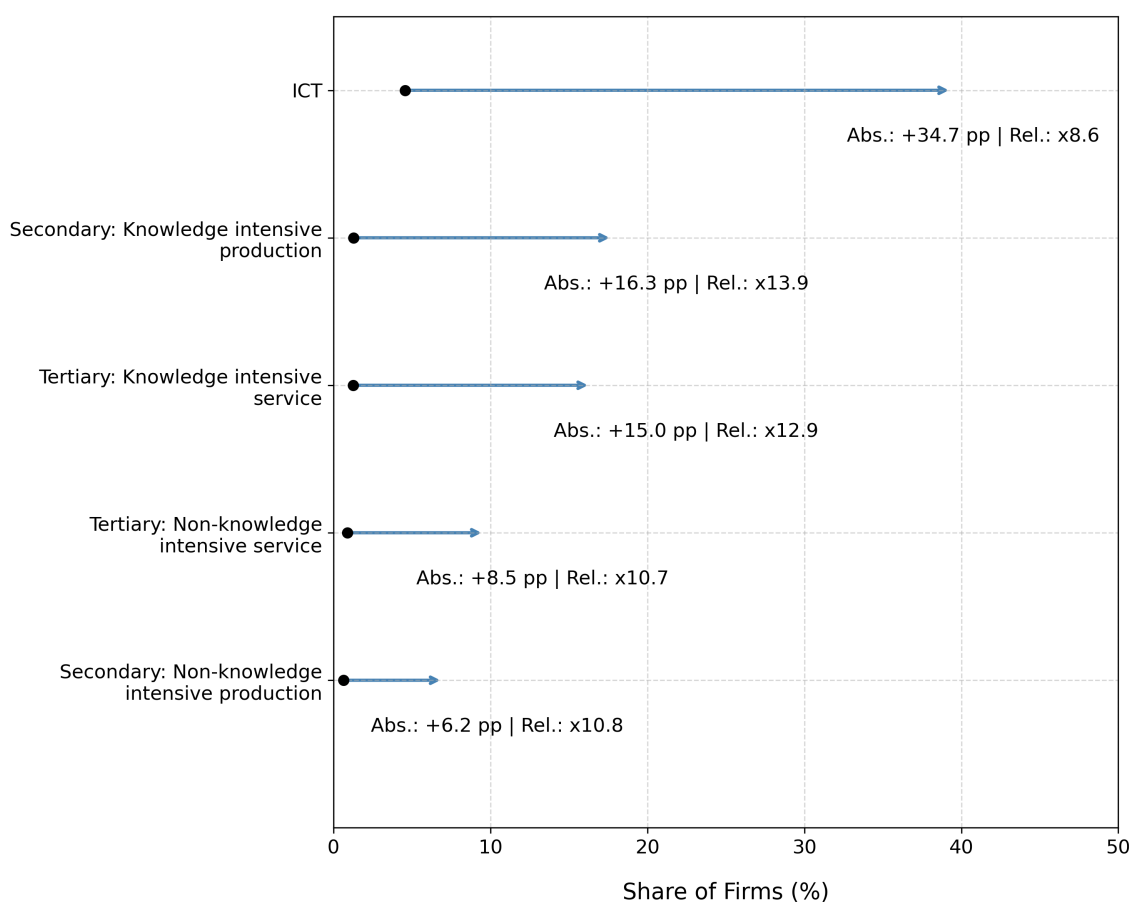 ICT
Abs.: +34.7 pp | Rel.: x8.6
Secondary: Knowledge intensive
production
Abs.: +16.3 pp | Rel.: x13.9
Tertiary: Knowledge intensive
service
Abs.: +15.0 pp | Rel.: x12.9
Tertiary: Non-knowledge
intensive service
Abs.: +8.5 pp | Rel.: x10.7
Secondary: Non-knowledge
intensive production
Abs.: +6.2 pp | Rel.: x10.8
0 10 20 30 40 50
Share of Firms (%)